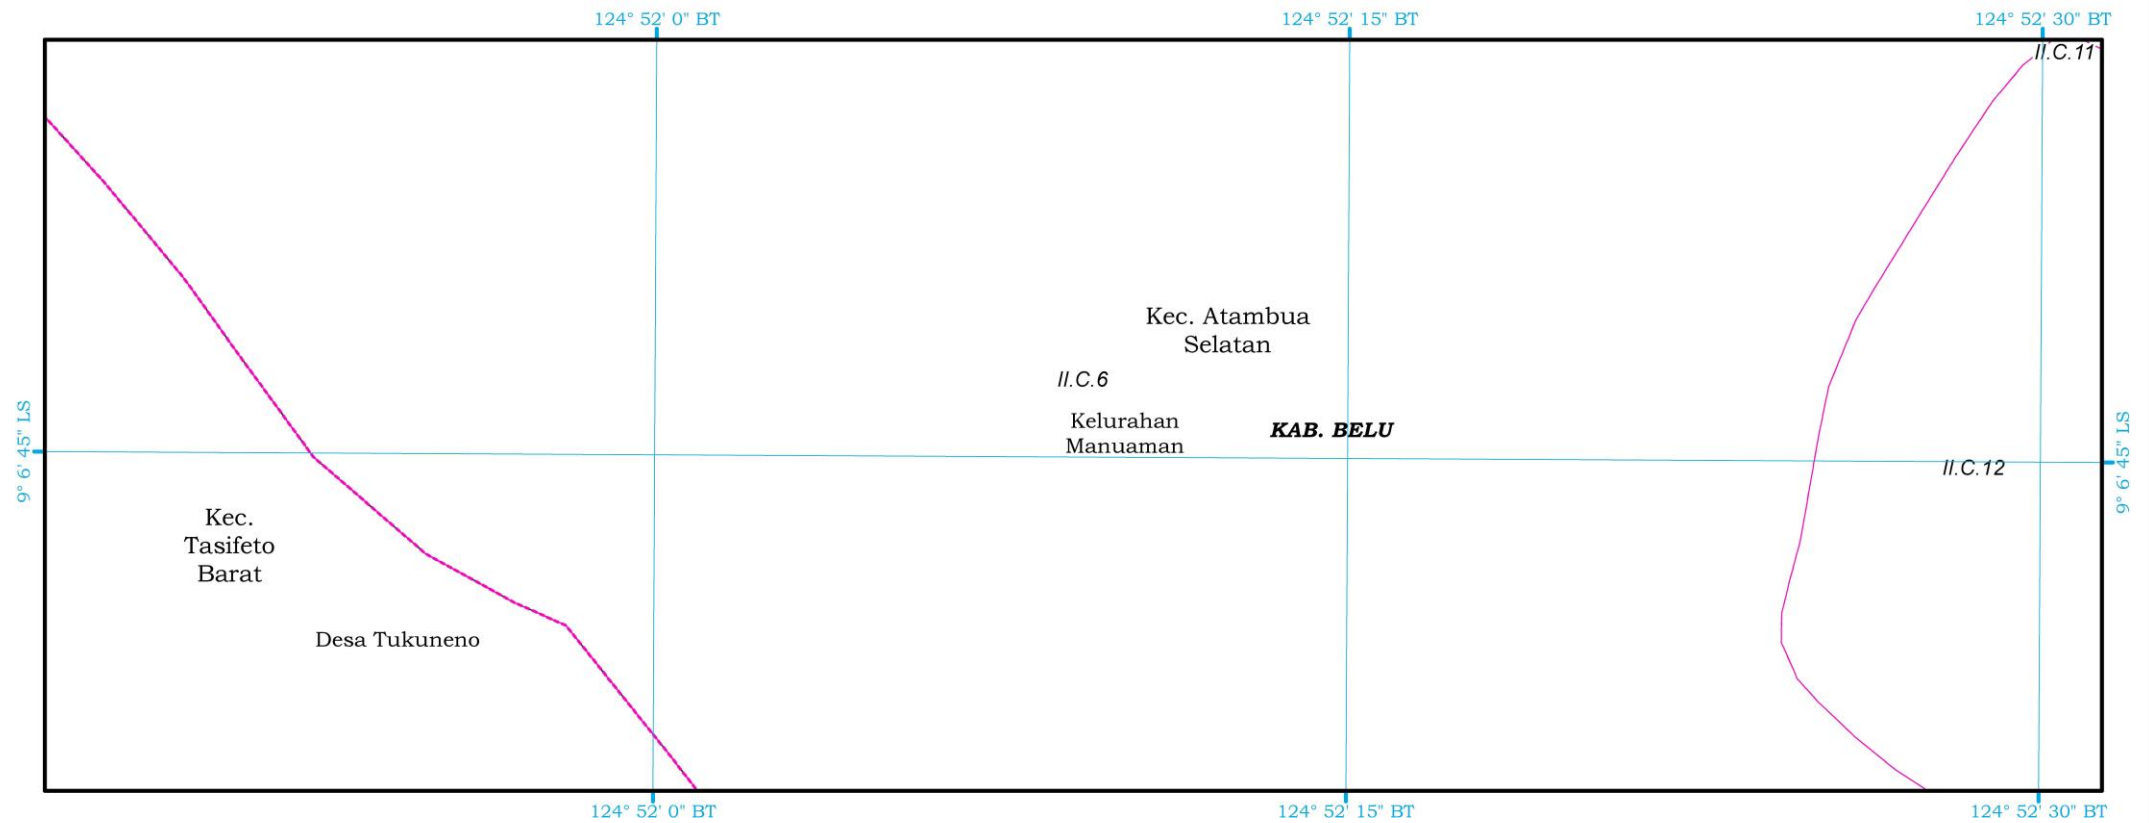 124° 52' 0" BT
124° 52' 15" BT
124° 52' 30" BT
II.C.11
Kec. Atambua
Selatan
II.C.6
Kelurahan
Manuaman
KAB. BELU
9° 6' 45" LS
9° 6' 45" LS
II.C.12
Kec.
Tasifeto
Barat
Desa Tukuneno
124° 52' 0" BT
124° 52' 15" BT
124° 52' 30" BT